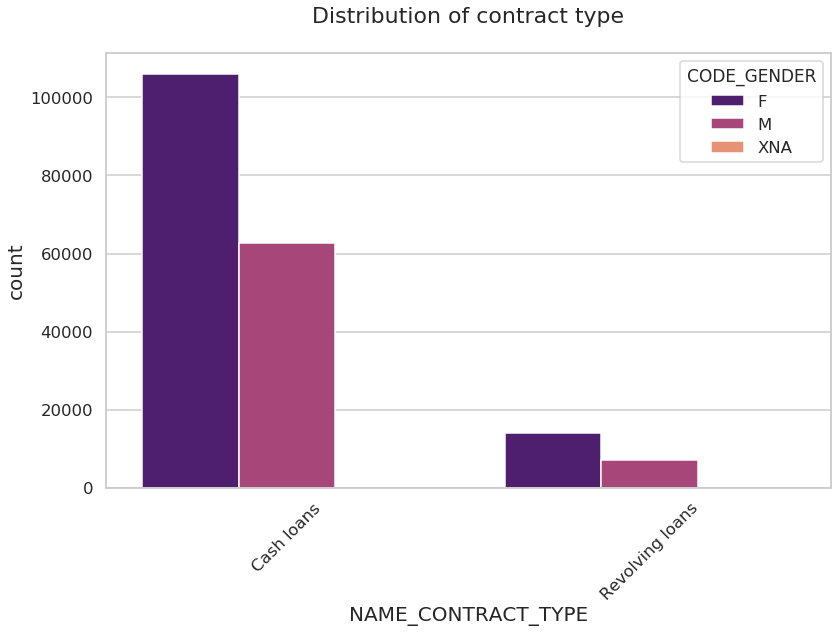 Distribution of contract type
CODE_GENDER
F
M
XNA
count
100000
80000
60000
40000
20000
0
Cash loans
Revolving loans
NAME_CONTRACT_TYPE